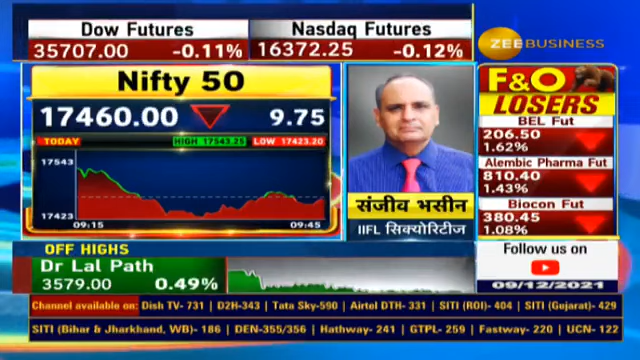 Dow Futures
35707.00 -0.11%
Nasdaq Futures
16372.25 -0.12%
ZEE BUSINESS
Nifty 50
17460.00 9.75
TODAY HIGH 17543.25 LOW 17423.20
17543
17423
09:15 09:45
संजीव भसीन
IIFL सिक्योरिटीज
F&O
LOSERS
BEL Fut
206.50
1.62%
Alembic Pharma Fut
810.40
1.43%
Biocon Fut
380.45
1.08%
OFF HIGHS
Dr Lal Path
3579.00 0.49%
Follow us on
09/12/2021
Channel available on: Dish TV- 731 | D2H-343 | Tata Sky-590 | Airtel DTH- 331 | SITI (ROI)- 404 | SITI (Gujarat)- 429
SITI (Bihar & Jharkhand, WB)- 186 | DEN-355/356 | Hathway- 241 | GTPL- 259 | Fastway- 220 | UCN- 122